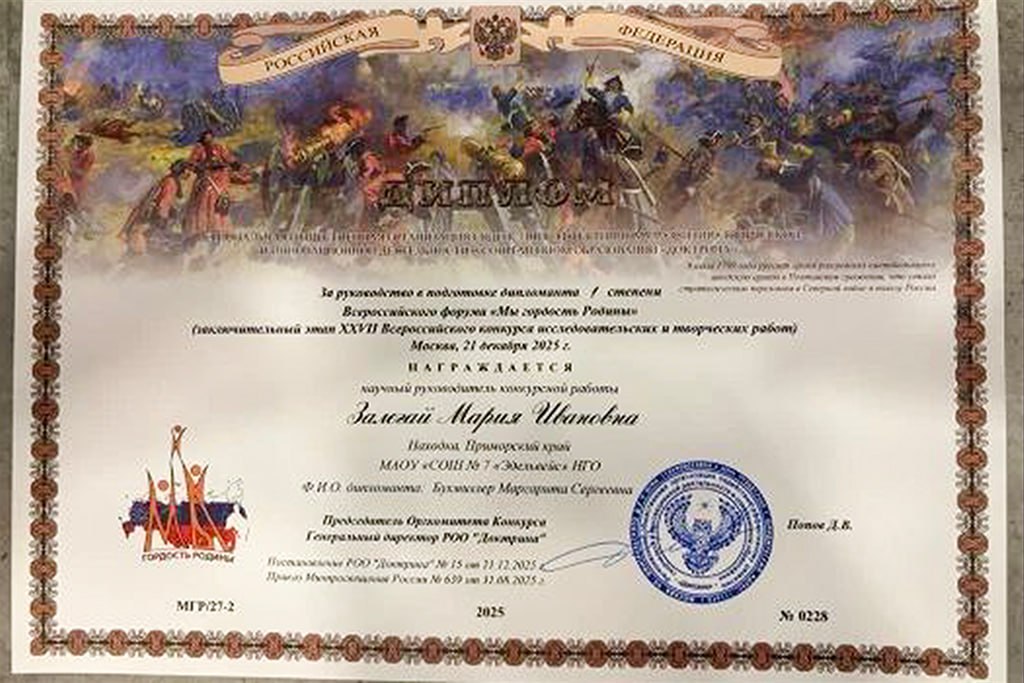 РОССИЙСКАЯ ФЕДЕРАЦИЯ
ДИПЛОМ
За руководство в подготовке дипломанта I степени
Всероссийского форума «Мы гордость Родины»
(заключительный этап XXVII Всероссийского конкурса исследовательских и творческих работ)
Москва, 21 декабря 2025 г.
НАГРАЖДАЕТСЯ
научный руководитель конкурсной работы
Залезай Мария Ивановна
Находка, Приморский край
МАОУ «СОШ № 7 «Эдельвейс» НГО
Ф.И.О. дипломанта: Маргарита Сергеевна
Председатель Оргкомитета Конкурса
Генеральный директор РОО "Доктрина"
Попов Д.В.
Постановление РОО "Доктрина" № 15 от 11.12.2025
Приказ Минпросвещения России № 639 от 31.08.2025 г.
МЫ
ГОРДОСТЬ РОДИНЫ
МГР/27-2
2025
№ 0228